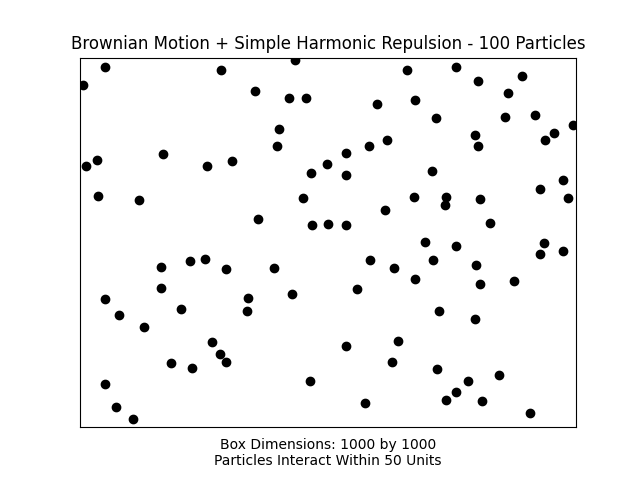 Brownian Motion + Simple Harmonic Repulsion - 100 Particles
Box Dimensions: 1000 by 1000
Particles Interact Within 50 Units